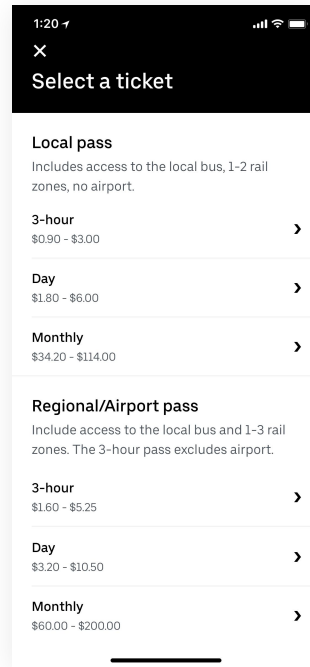 1:20
Select a ticket
Local pass
Includes access to the local bus, 1-2 rail
zones, no airport.
3-hour
$0.90 - $3.00
Day
$1.80 - $6.00
Monthly
$34.20 - $114.00
Regional/Airport pass
Include access to the local bus and 1-3 rail
zones. The 3-hour pass excludes airport.
3-hour
$1.60 - $5.25
Day
$3.20 - $10.50
Monthly
$60.00 - $200.00